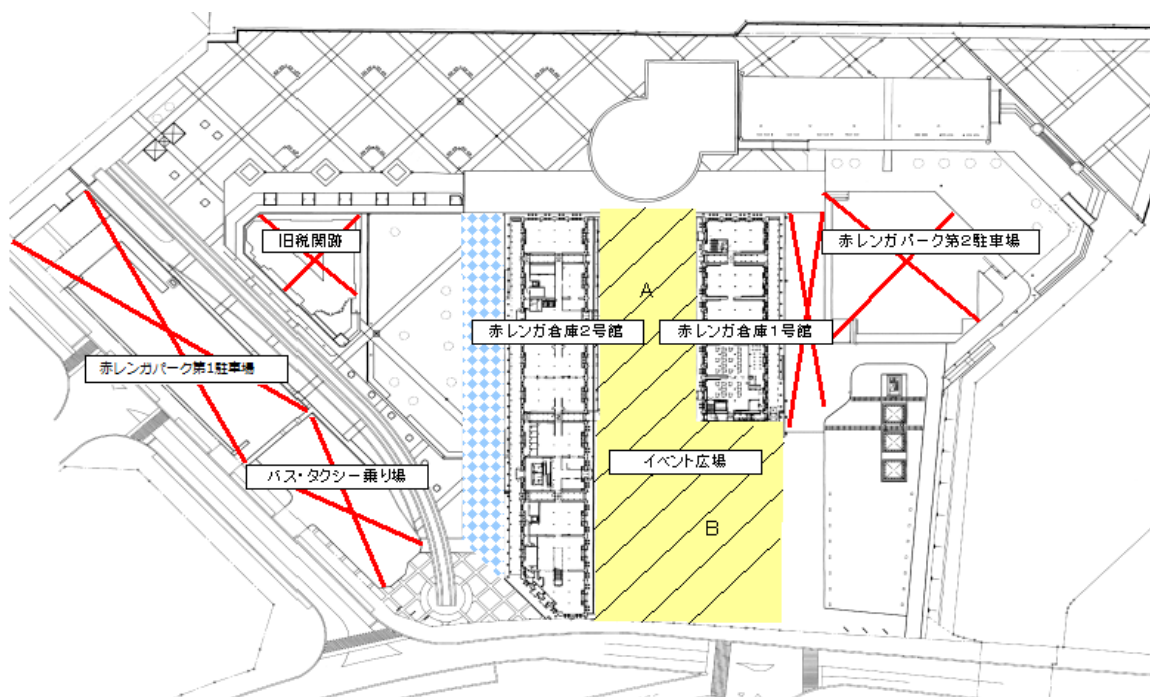 旧税関跡
赤レンガパーク第2駐車場
A
赤レンガ倉庫2号館
赤レンガ倉庫1号館
赤レンガパーク第1駐車場
イベント広場
バス・タクシー乗り場
B